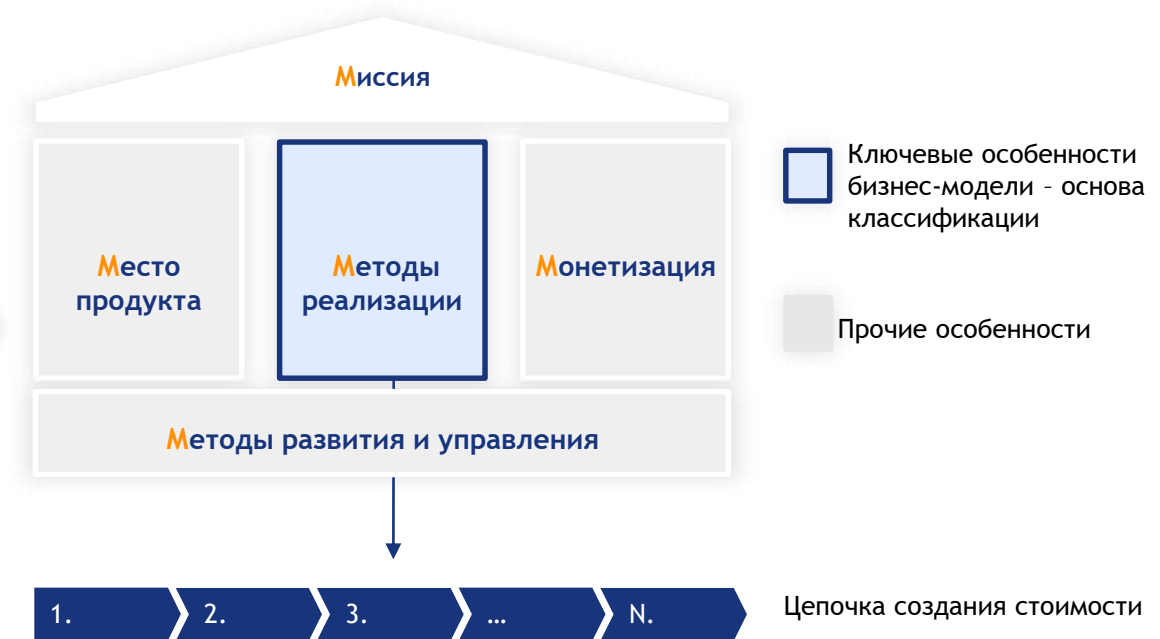 Миссия
Место
продукта
Методы
реализации
Монетизация
Методы развития и управления
Ключевые особенности
бизнес-модели – основа
классификации
Прочие особенности
1.
2.
3.
…
N.
Цепочка создания стоимости